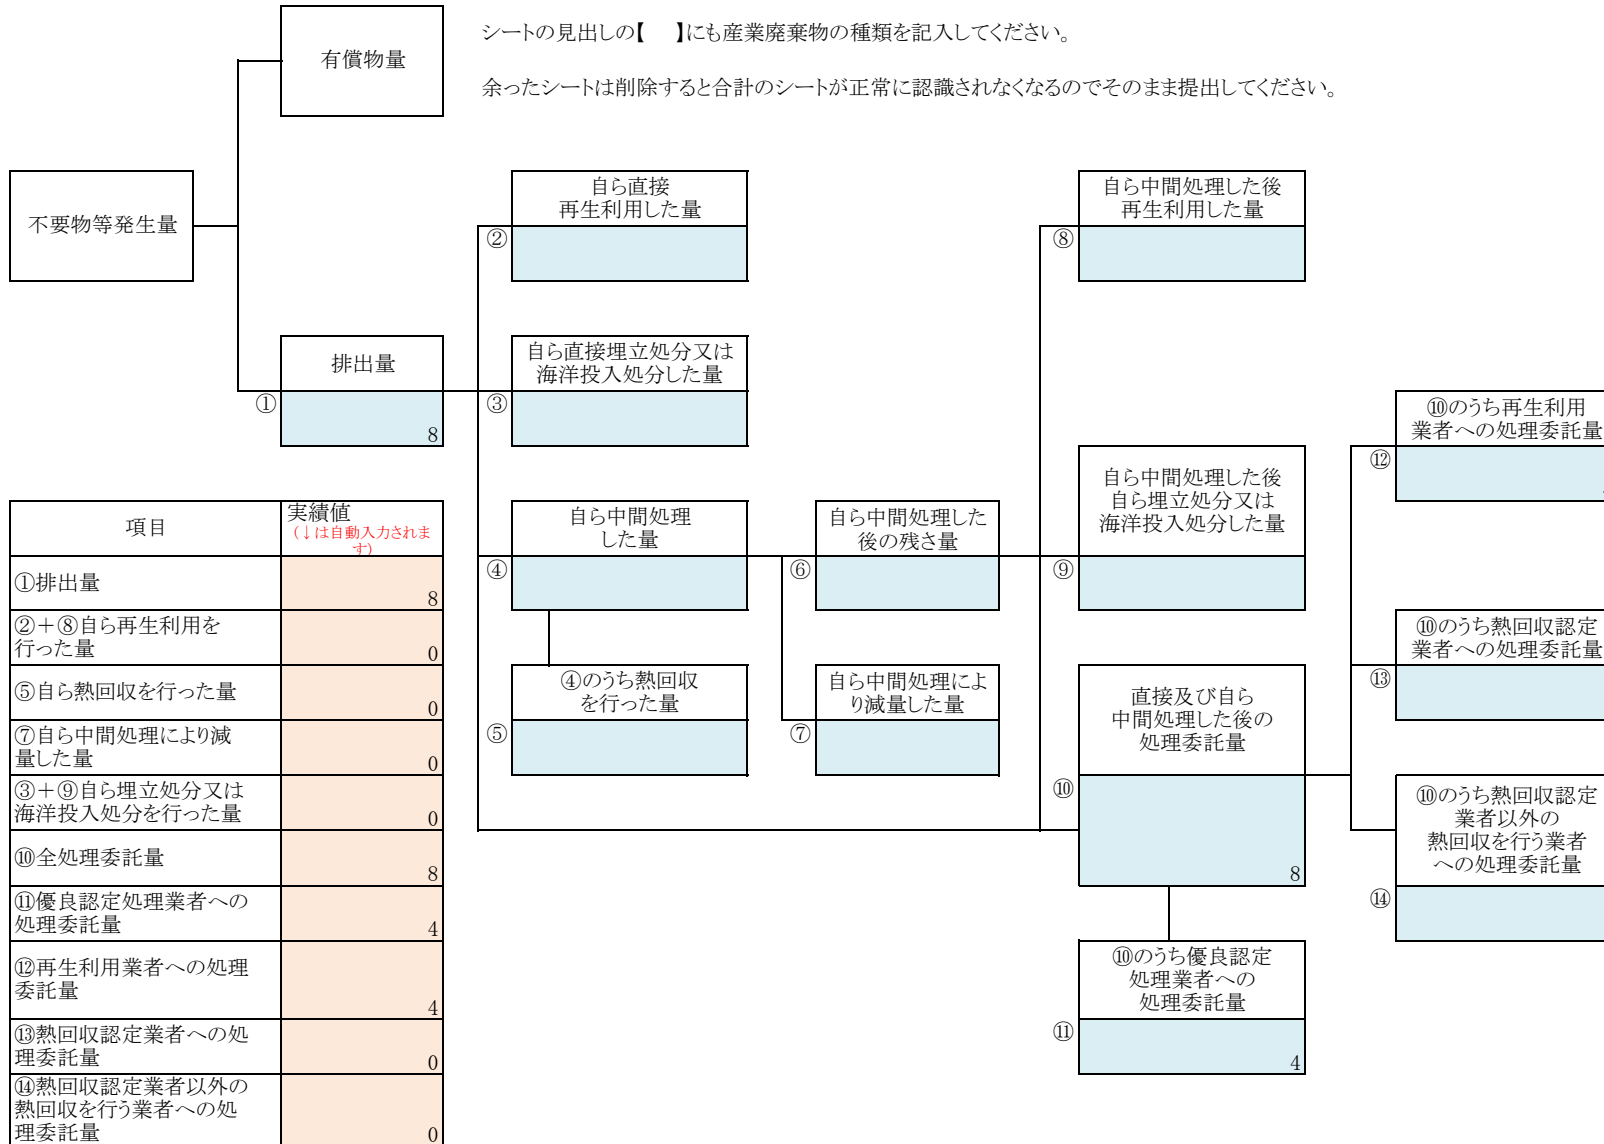 有償物量
シートの見出しの【　】にも産業廃棄物の種類を記入してください。
余ったシートは削除すると合計のシートが正常に認識されなくなるのでそのまま提出してください。
不要物等発生量
自ら直接
再生利用した量
②
自ら中間処理した後
再生利用した量
⑧
排出量
①
8
自ら直接埋立処分又は
海洋投入処分した量
③
⑩のうち再生利用
業者への処理委託量
⑫
自ら中間処理
した量
④
自ら中間処理した
後の残さ量
⑥
自ら中間処理した後
自ら埋立処分又は
海洋投入処分した量
⑨
⑩のうち熱回収認定
業者への処理委託量
⑬
④のうち熱回収
を行った量
⑤
自ら中間処理によ
り減量した量
⑦
直接及び自ら
中間処理した後の
処理委託量
⑩
8
⑩のうち熱回収認定
業者以外の
熱回収を行う業者
への処理委託量
⑭
⑩のうち優良認定
処理業者への
処理委託量
⑪
4
項目
実績値
(↓は自動入力されま
す)
①排出量
8
②＋⑧自ら再生利用を
行った量
0
⑤自ら熱回収を行った量
0
⑦自ら中間処理により減
量した量
0
③＋⑨自ら埋立処分又は
海洋投入処分を行った量
0
⑩全処理委託量
8
⑪優良認定処理業者への
処理委託量
4
⑫再生利用業者への処理
委託量
4
⑬熱回収認定業者への処
理委託量
0
⑭熱回収認定業者以外の
熱回収を行う業者への処
理委託量
0